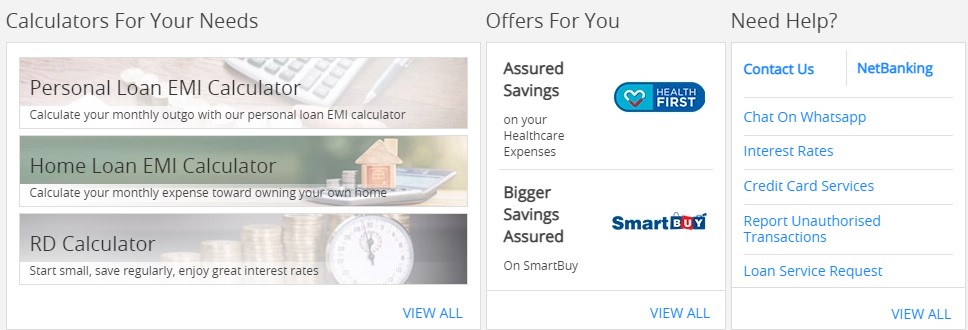 Calculators For Your Needs
Personal Loan EMI Calculator
Calculate your monthly outgo with our personal loan EMI calculator
Home Loan EMI Calculator
Calculate your monthly expense toward owning your own home
RD Calculator
Start small, save regularly, enjoy great interest rates
VIEW ALL
Offers For You
Assured
Savings
on your
Healthcare
Expenses
HEALTH
FIRST
Bigger
Savings
Assured
On SmartBuy
SmartBUY
VIEW ALL
Need Help?
Contact Us
NetBanking
Chat On Whatsapp
Interest Rates
Credit Card Services
Report Unauthorised
Transactions
Loan Service Request
VIEW ALL